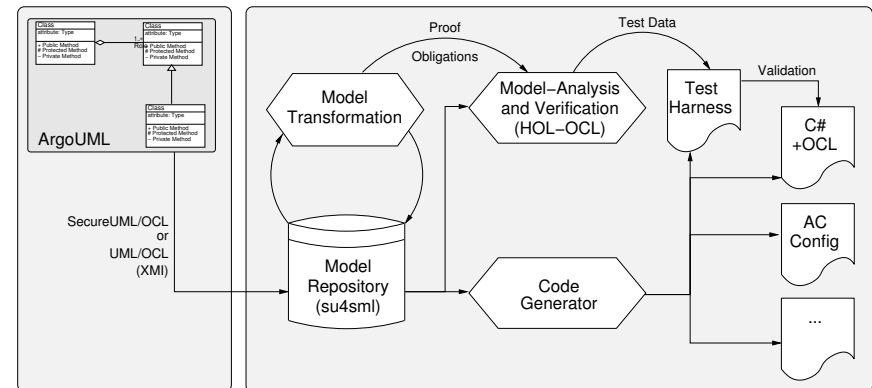 Class
attribute: Type
+ Public Method
# Protected Method
− Private Method
1..∗
Role
Class
attribute: Type
+ Public Method
# Protected Method
− Private Method
Class
attribute: Type
+ Public Method
# Protected Method
− Private Method
ArgoUML
SecureUML/OCL
or
UML/OCL
(XMI)
Proof
Obligations
Test Data
Validation
Model
Transformation
Model−Analysis
and Verification
(HOL−OCL)
Test
Harness
C#
+OCL
Model
Repository
(su4sml)
Code
Generator
AC
Config
...